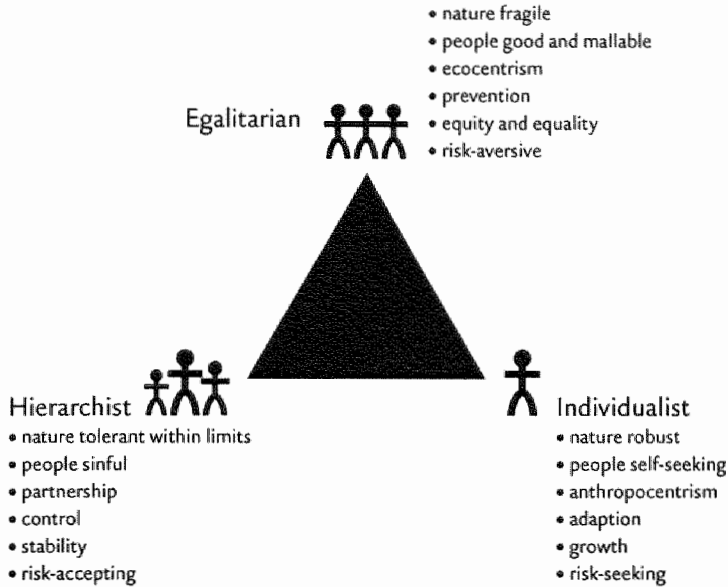 • nature fragile
• people good and mallable
• ecocentrism
• prevention
• equity and equality
• risk-aversive
Egalitarian
Hierarchist
• nature tolerant within limits
• people sinful
• partnership
• control
• stability
• risk-accepting
Individualist
• nature robust
• people self-seeking
• anthropocentrism
• adaption
• growth
• risk-seeking